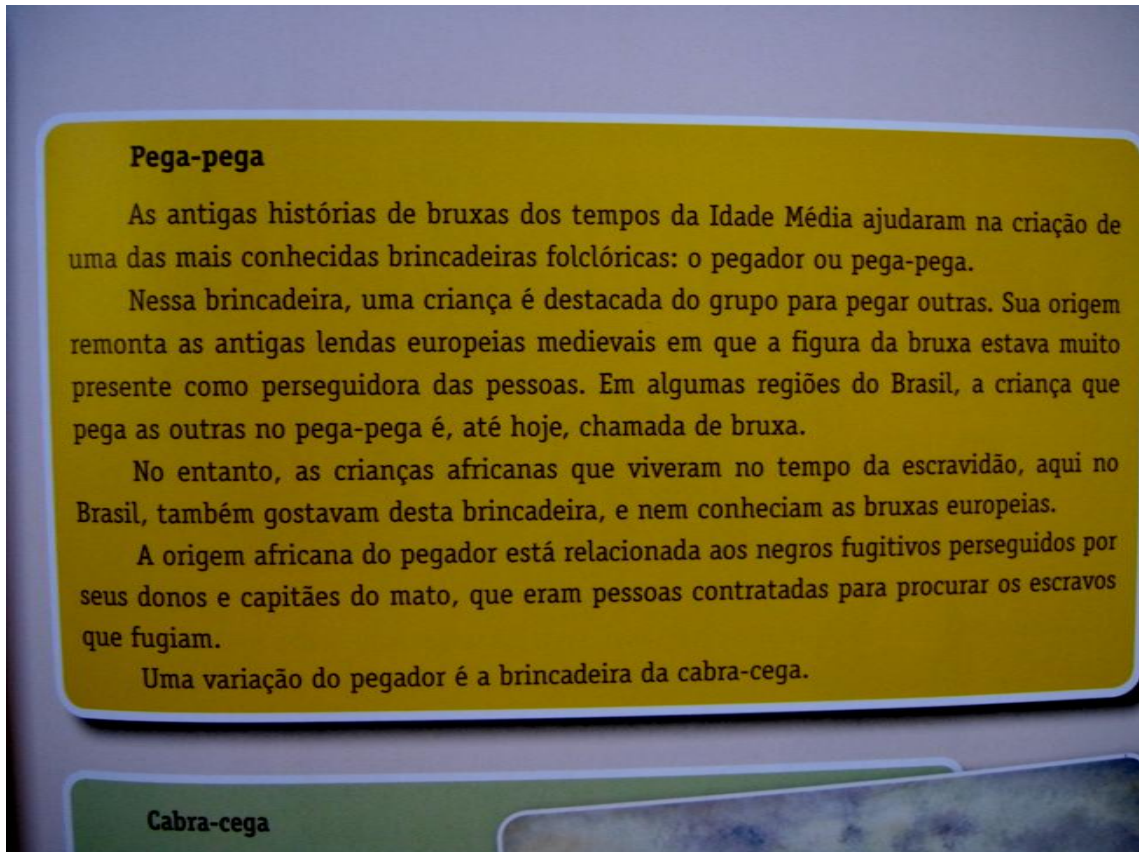 Pega-pega
As antigas histórias de bruxas dos tempos da Idade Média ajudaram na criação de
uma das mais conhecidas brincadeiras folclóricas: o pegador ou pega-pega.
Nessa brincadeira, uma criança é destacada do grupo para pegar outras. Sua origem
remonta as antigas lendas europeias medievais em que a figura da bruxa estava muito
presente como perseguidora das pessoas. Em algumas regiões do Brasil, a criança que
pega as outras no pega-pega é, até hoje, chamada de bruxa.
No entanto, as crianças africanas que viveram no tempo da escravidão, aqui no
Brasil, também gostavam desta brincadeira, e nem conheciam as bruxas europeias.
A origem africana do pegador está relacionada aos negros fugitivos perseguidos por
seus donos e capitães do mato, que eram pessoas contratadas para procurar os escravos
que fugiam.
Uma variação do pegador é a brincadeira da cabra-cega.
Cabra-cega